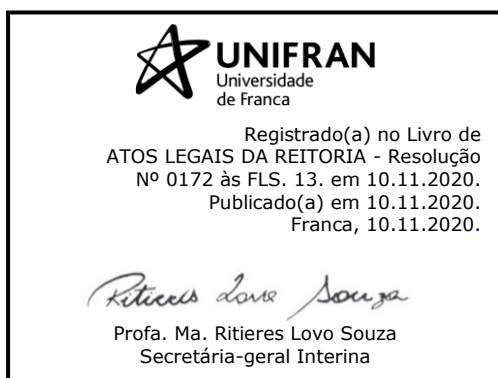 UNIFRAN
Universidade
de Franca
Registrado(a) no Livro de
ATOS LEGAIS DA REITORIA - Resolução
Nº 0172 às FLS. 13. em 10.11.2020.
Publicado(a) em 10.11.2020.
Franca, 10.11.2020.
Ritieres Lovo Souza
Profa. Ma. Ritieres Lovo Souza
Secretária-geral Interina